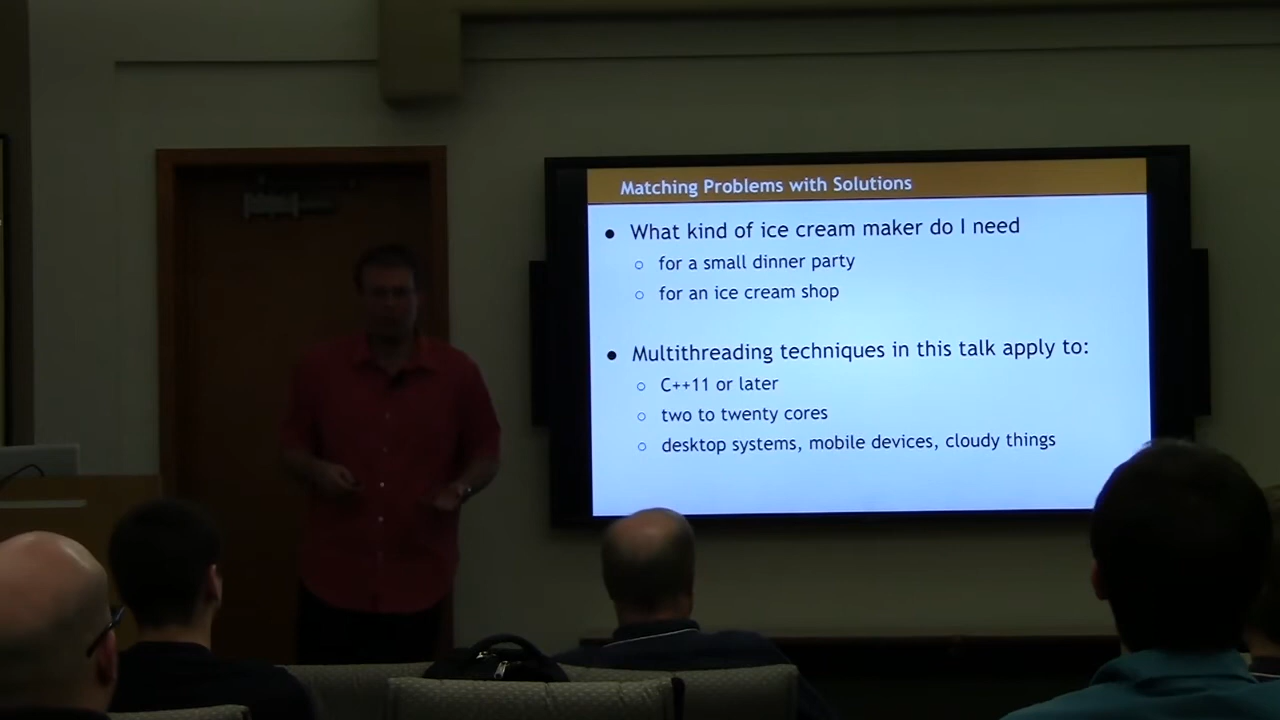 Matching Problems with Solutions
● What kind of ice cream maker do I need
○ for a small dinner party
○ for an ice cream shop
● Multithreading techniques in this talk apply to:
○ C++11 or later
○ two to twenty cores
○ desktop systems, mobile devices, cloudy things